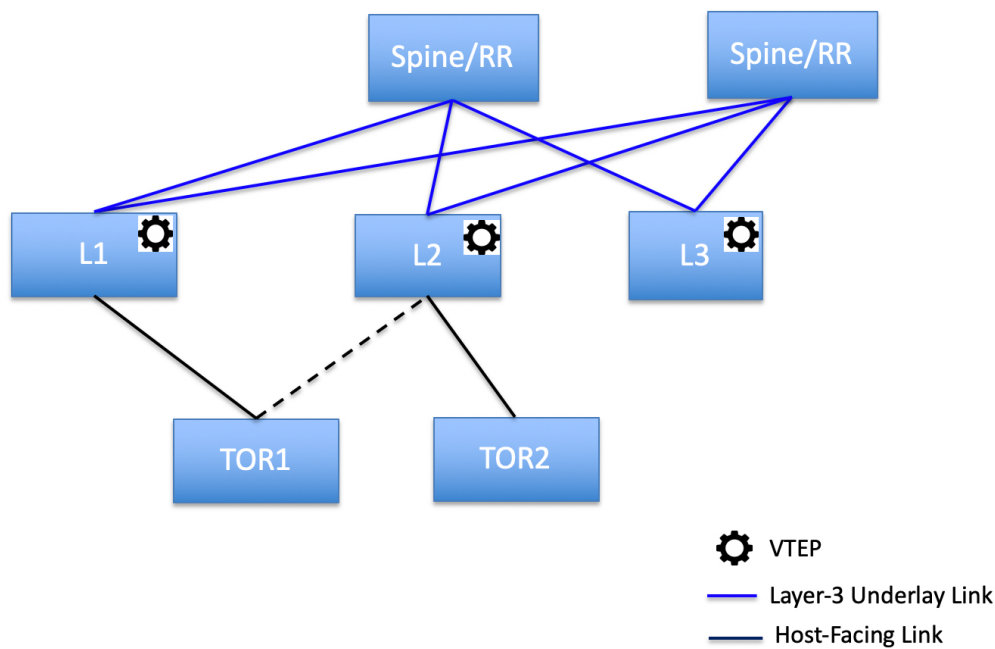 Spine/RR
Spine/RR
L1
L2
L3
TOR1
TOR2
VTEP
Layer-3 Underlay Link
Host-Facing Link